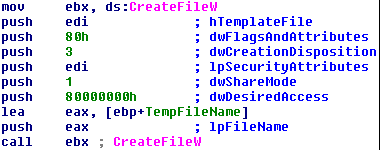 mov ebx, ds:CreateFileW
push edi ; hTemplateFile
push 80h ; dwFlagsAndAttributes
push 3 ; dwCreationDisposition
push edi ; lpSecurityAttributes
push 1 ; dwShareMode
push 80000000h ; dwDesiredAccess
lea eax, [ebp+TempFileName]
push eax ; lpFileName
call ebx ; CreateFileW